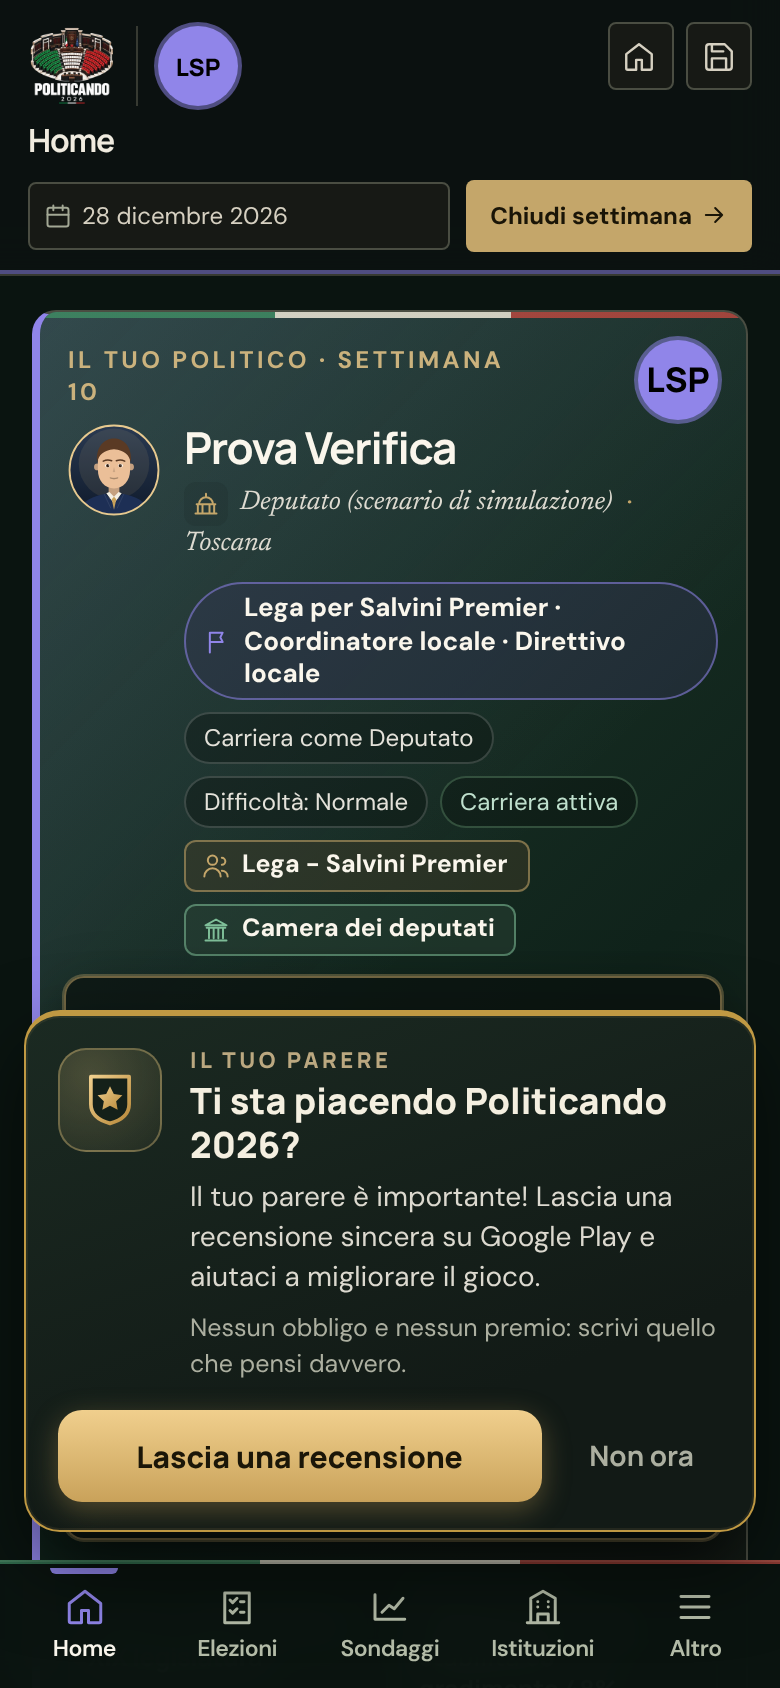 POLITICANDO
2026
LSP
Home
28 dicembre 2026
Chiudi settimana →
IL TUO POLITICO · SETTIMANA
10
LSP
Prova Verifica
Deputato (scenario di simulazione) ·
Toscana
Lega per Salvini Premier ·
Coordinatore locale · Direttivo
locale
Carriera come Deputato
Difficoltà: Normale
Carriera attiva
Lega – Salvini Premier
Camera dei deputati
IL TUO PARERE
Ti sta piacendo Politicando
2026?
Il tuo parere è importante! Lascia una
recensione sincera su Google Play e
aiutaci a migliorare il gioco.
Nessun obbligo e nessun premio: scrivi quello
che pensi davvero.
Lascia una recensione
Non ora
Home
Elezioni
Sondaggi
Istituzioni
Altro